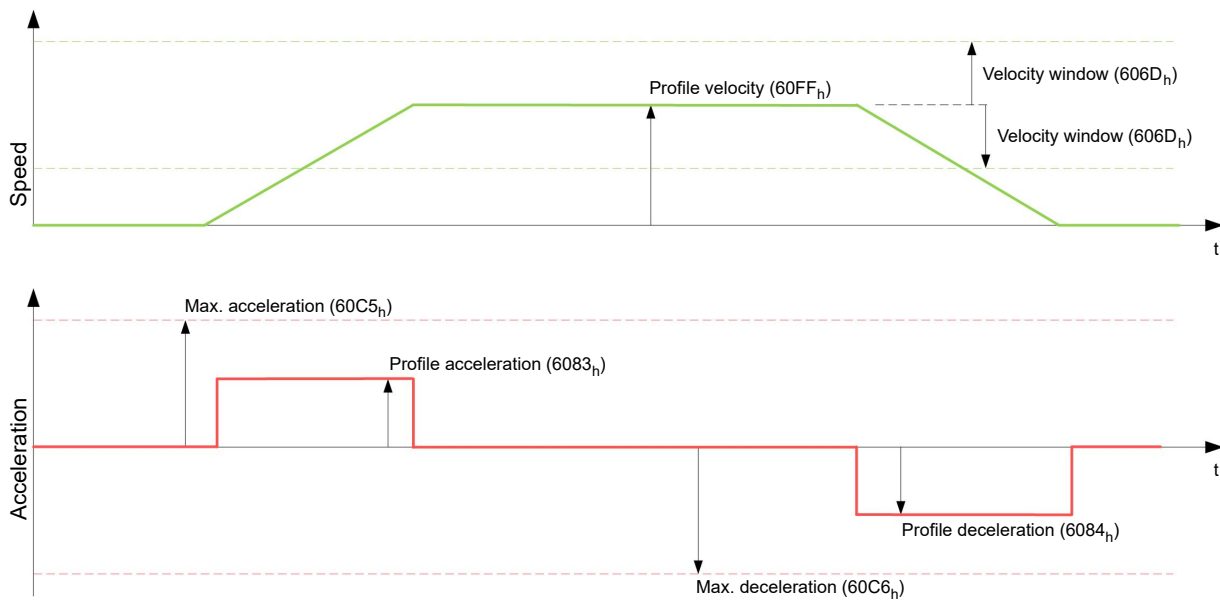 Velocity window (606Dₕ)
Profile velocity (60FFₕ)
Velocity window (606Dₕ)
Speed
t
Max. acceleration (60C5ₕ)
Profile acceleration (6083ₕ)
Acceleration
t
Profile deceleration (6084ₕ)
Max. deceleration (60C6ₕ)